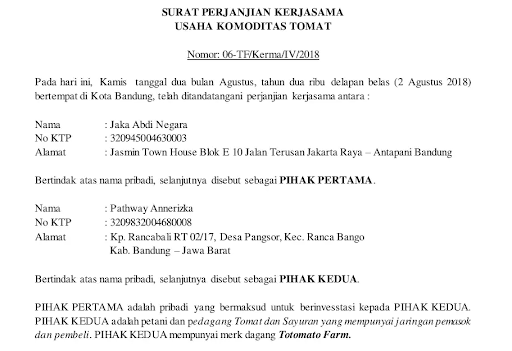 SURAT PERJANJIAN KERJASAMA
USAHA KOMODITAS TOMAT
Nomor: 06-TF/Kerma/IV/2018
Pada hari ini, Kamis tanggal dua bulan Agustus, tahun dua ribu delapan belas (2 Agustus 2018)
bertempat di Kota Bandung, telah ditandatangani perjanjian kerjasama antara :
Nama : Jaka Abdi Negara
No KTP : 320945004630003
Alamat : Jasmin Town House Blok E 10 Jalan Terusan Jakarta Raya – Antapani Bandung
Bertindak atas nama pribadi, selanjutnya disebut sebagai PIHAK PERTAMA.
Nama : Pathway Annerizka
No KTP : 3209832004680008
Alamat : Kp. Rancabali RT 02/17, Desa Pangsor, Kec. Ranca Bango
Kab. Bandung – Jawa Barat
Bertindak atas nama pribadi, selanjutnya disebut sebagai PIHAK KEDUA.
PIHAK PERTAMA adalah pribadi yang bermaksud untuk berinvesstasi kepada PIHAK KEDUA.
PIHAK KEDUA adalah petani dan pedagang Tomat dan Sayuran yang mempunyai jaringan pemasok
dan pembeli. PIHAK KEDUA mempunyai merk dagang Totomato Farm.